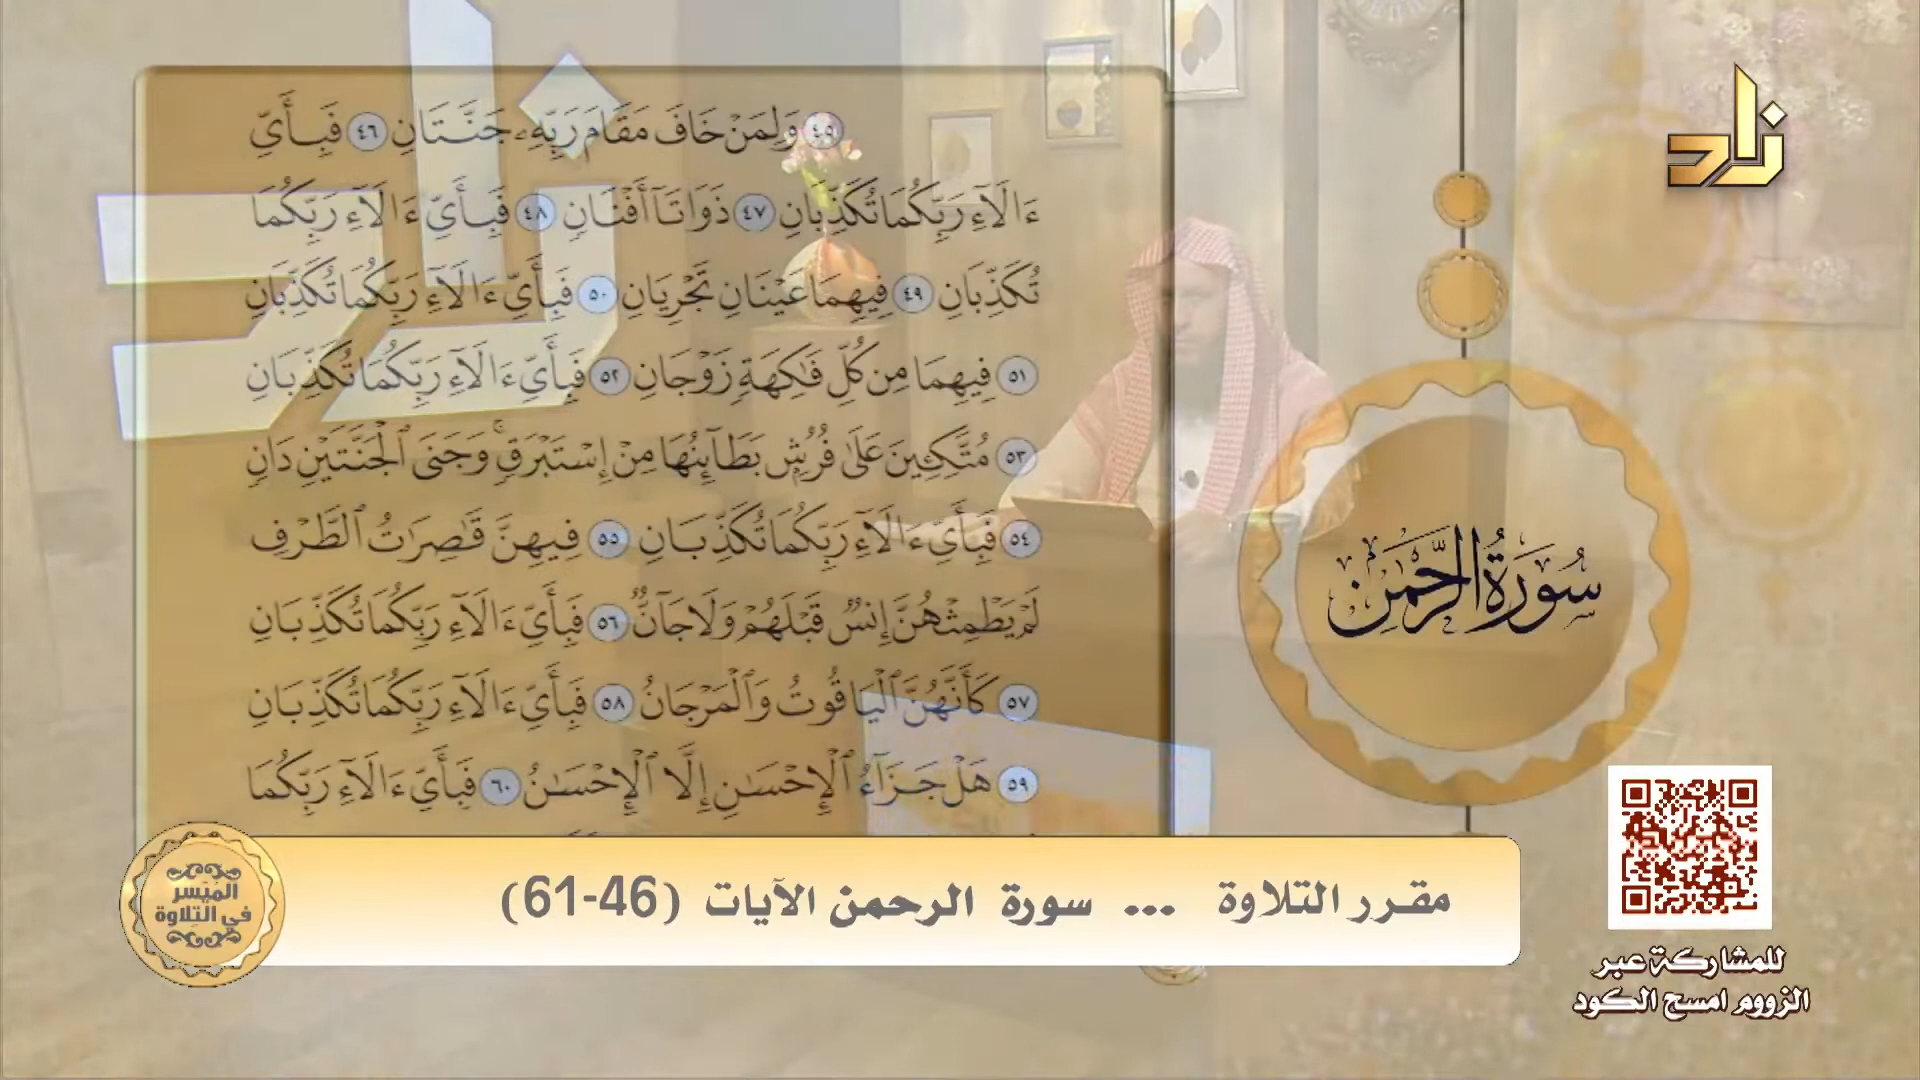 ٤٥ وَلِمَنْ خَافَ مَقَامَ رَبِّهِۦ جَنَّتَانِ ٤٦ فَبِأَىِّ
ءَالَآءِ رَبِّكُمَا تُكَذِّبَانِ ٤٧ ذَوَاتَآ أَفْنَانٍ ٤٨ فَبِأَىِّ ءَالَآءِ رَبِّكُمَا
تُكَذِّبَانِ ٤٩ فِيهِمَا عَيْنَانِ تَجْرِيَانِ ٥٠ فَبِأَىِّ ءَالَآءِ رَبِّكُمَا تُكَذِّبَانِ
٥١ فِيهِمَا مِن كُلِّ فَٰكِهَةٍ زَوْجَانِ ٥٢ فَبِأَىِّ ءَالَآءِ رَبِّكُمَا تُكَذِّبَانِ
٥٣ مُتَّكِـِٔينَ عَلَىٰ فُرُشٍۭ بَطَآئِنُهَا مِنْ إِسْتَبْرَقٍ ۚ وَجَنَى ٱلْجَنَّتَيْنِ دَانٍ
٥٤ فَبِأَىِّ ءَالَآءِ رَبِّكُمَا تُكَذِّبَانِ ٥٥ فِيهِنَّ قَٰصِرَٰتُ ٱلطَّرْفِ
لَمْ يَطْمِثْهُنَّ إِنسٌ قَبْلَهُمْ وَلَا جَآنٌّ ٥٦ فَبِأَىِّ ءَالَآءِ رَبِّكُمَا تُكَذِّبَانِ
٥٧ كَأَنَّهُنَّ ٱلْيَاقُوتُ وَٱلْمَرْجَانُ ٥٨ فَبِأَىِّ ءَالَآءِ رَبِّكُمَا تُكَذِّبَانِ
٥٩ هَلْ جَزَآءُ ٱلْإِحْسَٰنِ إِلَّا ٱلْإِحْسَٰنُ ٦٠ فَبِأَىِّ ءَالَآءِ رَبِّكُمَا
زاد
سُورَةُ الرَّحْمَٰن
الميسر
في التلاوة
مقرر التلاوة ... سورة الرحمن الآيات (46-61)
للمشاركة عبر
الزووم امسح الكود
زاد